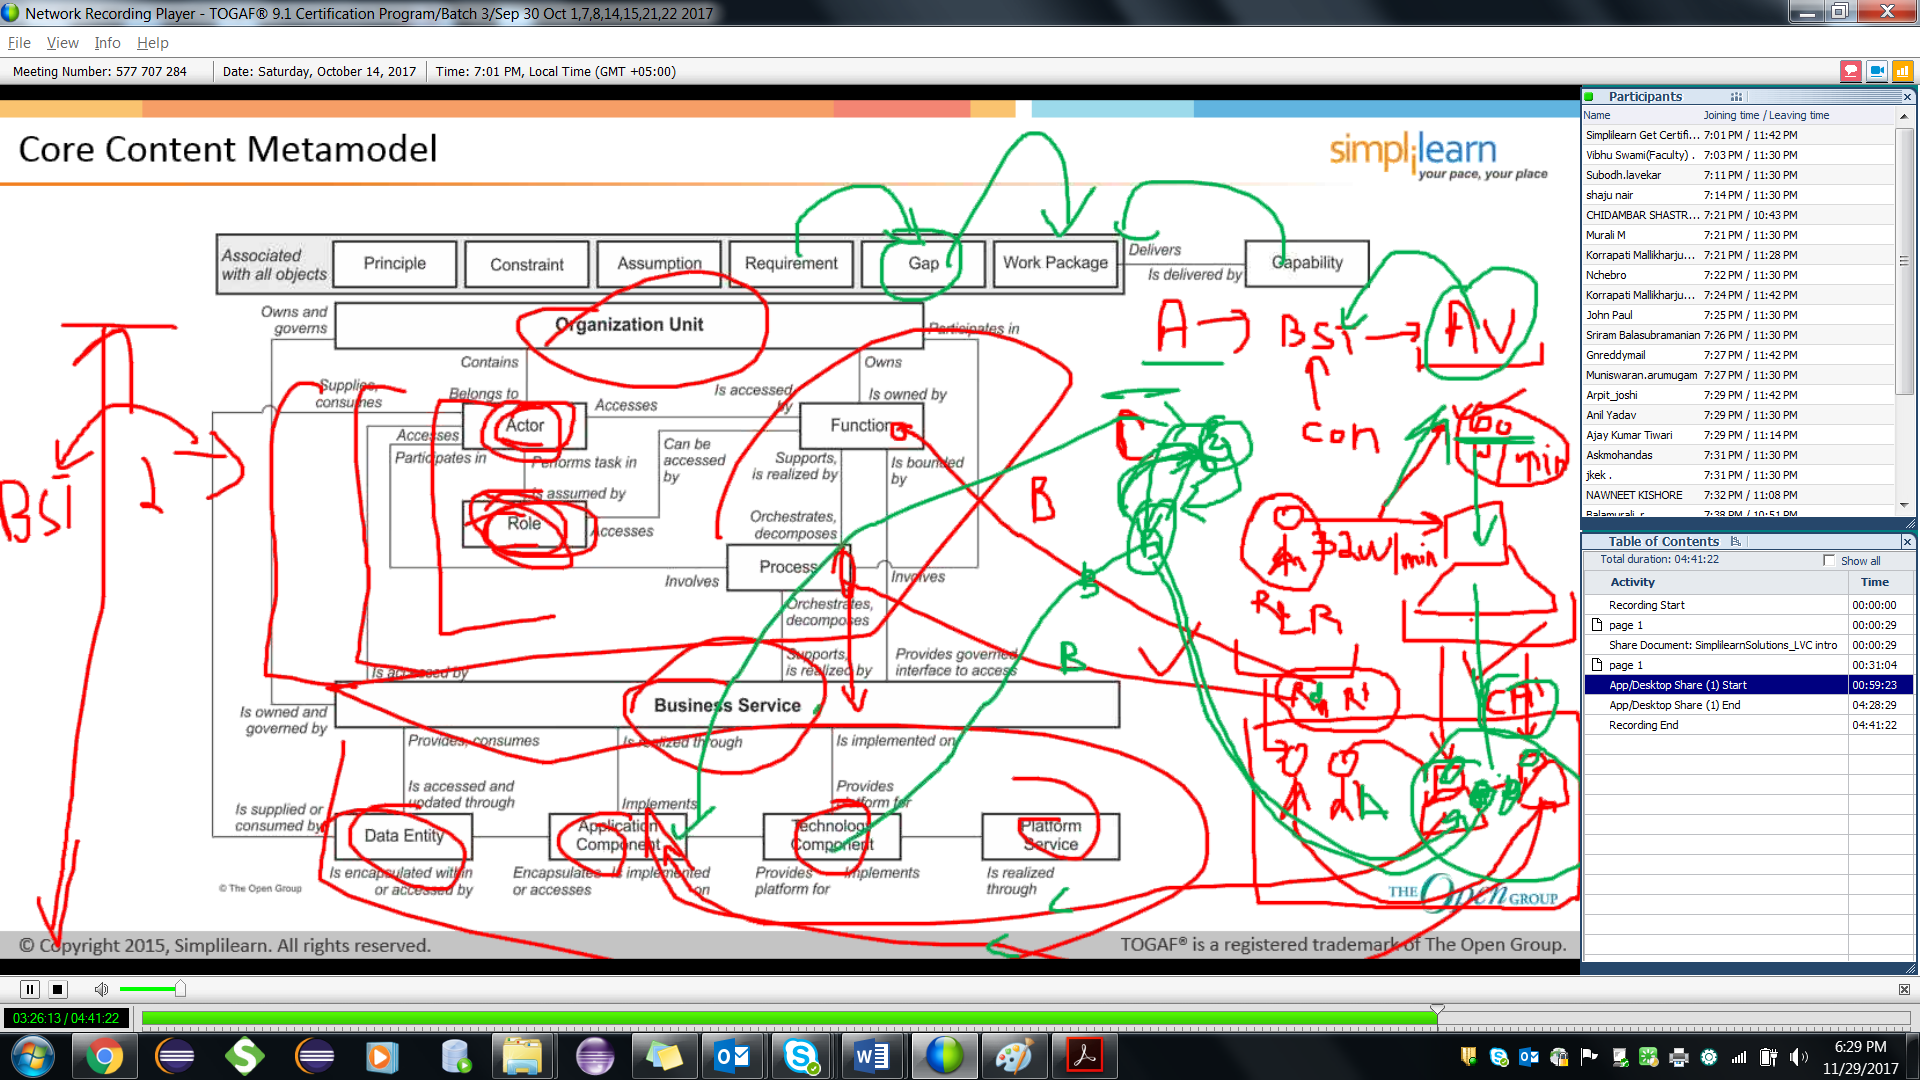 Network Recording Player - TOGAF® 9.1 Certification Program/Batch 3/Sep 30 Oct 1,7,8,14,15,21,22 2017
File View Info Help
Meeting Number: 577 707 284 Date: Saturday, October 14, 2017 Time: 7:01 PM, Local Time (GMT +05:00)
Core Content Metamodel
simplilearn
your pace, your place
Associated
with all objects
Principle
Constraint
Assumption
Requirement
Gap
Work Package
Delivers
Is delivered by
Capability
Owns and
governs
Organization Unit
Participates in
Contains
Owns
Supplies,
consumes
Belongs to
Is accessed
by
Is owned by
Actor
Accesses
Function
Accesses
Participates in
Performs task in
Can be
accessed
by
Supports,
is realized by
Is bounded
by
Is assumed by
Role
Accesses
Orchestrates,
decomposes
Process
Involves
Involves
Orchestrates,
decomposes
Is accessed by
Supports,
is realized by
Provides governed
interface to access
Business Service
Is owned and
governed by
Provides, consumes
Is realized through
Is implemented on
Is accessed and
updated through
Implements
Provides
platform for
Is supplied or
consumed by
Data Entity
Application
Component
Technology
Component
Platform
Service
Is encapsulated within
or accessed by
Encapsulates
or accesses
Is implemented
on
Provides
platform for
Implements
Is realized
through
© The Open Group
A BST AV
con
B
B
B
BST
32W/min
R L R
THE Open GROUP
© Copyright 2015, Simplilearn. All rights reserved.
TOGAF® is a registered trademark of The Open Group.
Participants
Name Joining time / Leaving time
Simplilearn Get Certifi... 7:01 PM / 11:42 PM
Vibhu Swami(Faculty) . 7:03 PM / 11:30 PM
Subodh.lavekar 7:11 PM / 11:30 PM
shaju nair 7:14 PM / 11:30 PM
CHIDAMBAR SHASTR... 7:21 PM / 10:43 PM
Murali M 7:21 PM / 11:30 PM
Korrapati Mallikharju... 7:21 PM / 11:28 PM
Nchebro 7:22 PM / 11:30 PM
Korrapati Mallikharju... 7:24 PM / 11:42 PM
John Paul 7:25 PM / 11:30 PM
Sriram Balasubramanian 7:26 PM / 11:30 PM
Gnreddymail 7:27 PM / 11:42 PM
Muniswaran.arumugam 7:27 PM / 11:30 PM
Arpit_joshi 7:29 PM / 11:42 PM
Anil Yadav 7:29 PM / 11:30 PM
Ajay Kumar Tiwari 7:29 PM / 11:14 PM
Askmohandas 7:31 PM / 11:30 PM
jkek . 7:31 PM / 11:30 PM
NAWNEET KISHORE 7:32 PM / 11:08 PM
Balamurali r 7:38 PM / 10:51 PM
Table of Contents
Total duration: 04:41:22 Show all
Activity Time
Recording Start 00:00:00
page 1 00:00:29
Share Document: SimplilearnSolutions_LVC intro 00:00:29
page 1 00:31:04
App/Desktop Share (1) Start 00:59:23
App/Desktop Share (1) End 04:28:29
Recording End 04:41:22
03:26:13 / 04:41:22
6:29 PM
11/29/2017